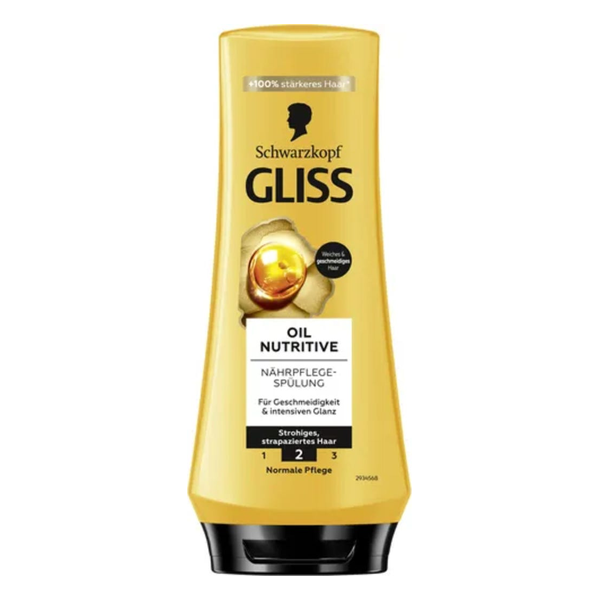 +100% stärkeres Haar*
Schwarzkopf
GLISS
Weiches &
geschmeidiges
Haar
OIL
NUTRITIVE
NÄHRPFLEGE-
SPÜLUNG
Für Geschmeidigkeit
& intensiven Glanz
Strohiges,
strapaziertes Haar
1 2 3
Normale Pflege
2934568